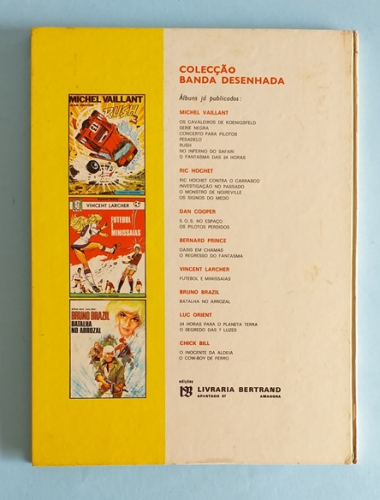 COLECÇÃO
BANDA DESENHADA
Álbuns já publicados:
MICHEL VAILLANT
OS CAVALEIROS DE KOENIGSFELD
SERIE NEGRA
CONCERTO PARA PILOTOS
PESADELO
RUSH
NO INFERNO DO SAFARI
O FANTASMA DAS 24 HORAS
RIC HOCHET
RIC HOCHET CONTRA O CARRASCO
INVESTIGAÇÃO NO PASSADO
O MONSTRO DE NOIREVILLE
OS SIGNOS DO MEDO
DAN COOPER
S.O.S. NO ESPAÇO
OS PILOTOS PERDIDOS
BERNARD PRINCE
OASIS EM CHAMAS
O REGRESSO DO FANTASMA
VINCENT LARCHER
FUTEBOL E MINISSAIAS
BRUNO BRAZIL
BATALHA NO ARROZAL
LUC ORIENT
24 HORAS PARA O PLANETA TERRA
O SEGREDO DAS 7 LUZES
CHICK BILL
O INOCENTE DA ALDEIA
O COW-BOY DE FERRO
edições
LIVRARIA BERTRAND
APARTADO 37 AMADORA
MICHEL VAILLANT
RUSH
VINCENT LARCHER
FUTEBOL
E
MINISSAIAS
BRUNO BRAZIL
BATALHA
NO ARROZAL